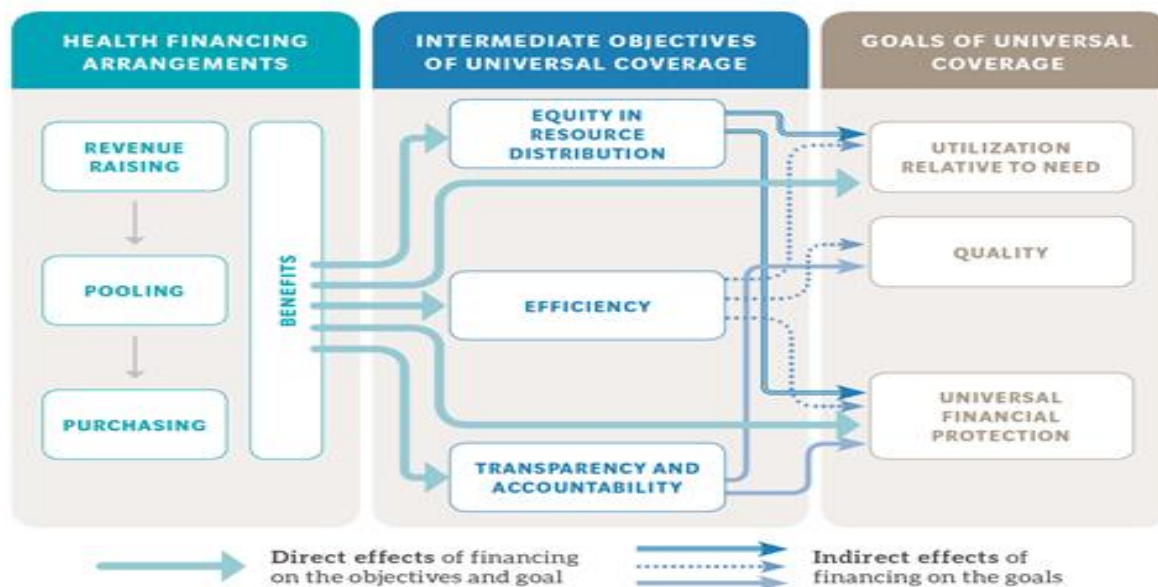 HEALTH FINANCING
ARRANGEMENTS
REVENUE
RAISING
POOLING
PURCHASING
BENEFITS
INTERMEDIATE OBJECTIVES
OF UNIVERSAL COVERAGE
EQUITY IN
RESOURCE
DISTRIBUTION
EFFICIENCY
TRANSPARENCY AND
ACCOUNTABILITY
GOALS OF UNIVERSAL
COVERAGE
UTILIZATION
RELATIVE TO NEED
QUALITY
UNIVERSAL
FINANCIAL
PROTECTION
Direct effects of financing
on the objectives and goal
Indirect effects of
financing on the goals